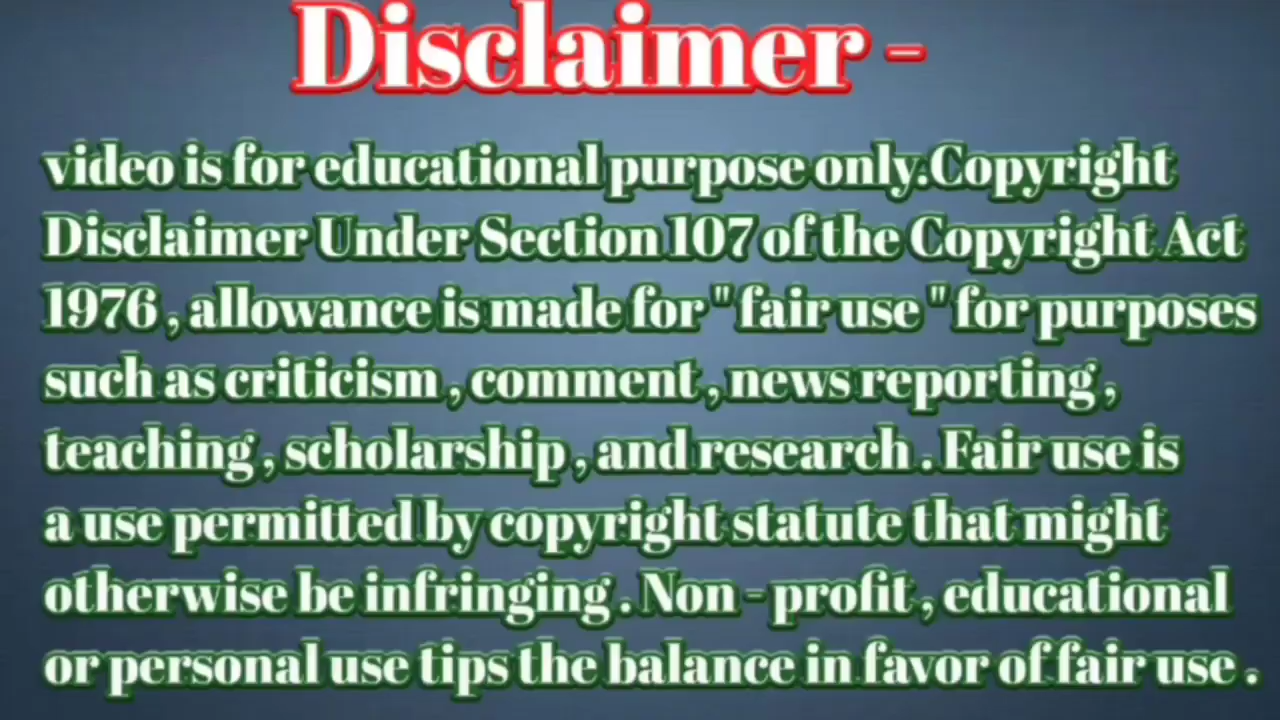 Disclaimer -
video is for educational purpose only.Copyright
Disclaimer Under Section 107 of the Copyright Act
1976 , allowance is made for " fair use " for purposes
such as criticism , comment , news reporting ,
teaching , scholarship , and research . Fair use is
a use permitted by copyright statute that might
otherwise be infringing . Non - profit , educational
or personal use tips the balance in favor of fair use .